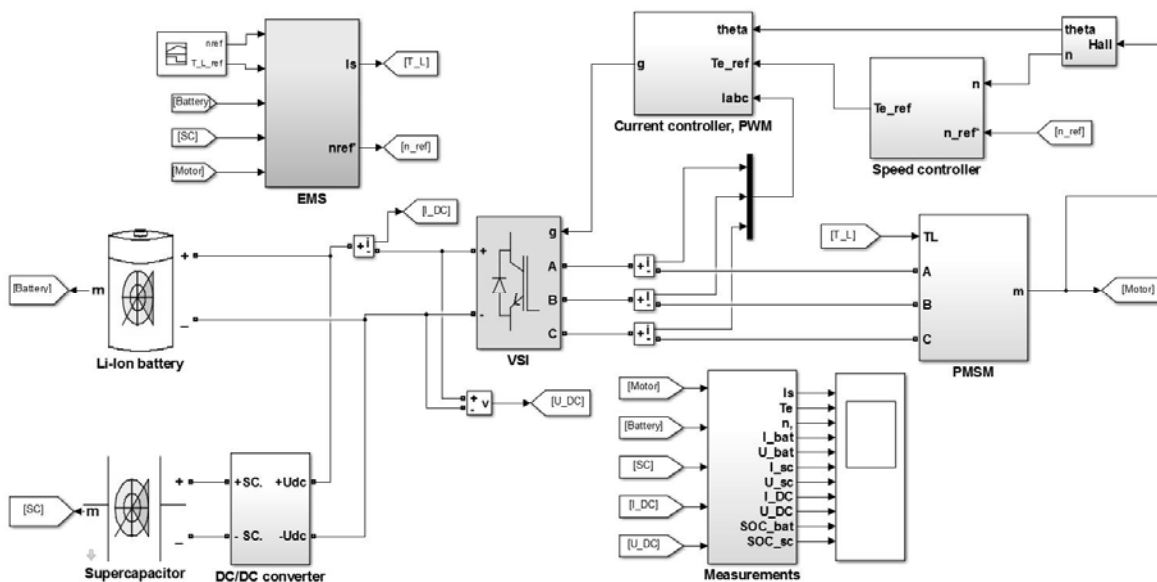 nref
T_L_ref
[Battery]
[SC]
[Motor]
Is
nref'
[T_L]
[n_ref]
EMS
theta
Te_ref
Iabc
g
Current controller, PWM
theta
Hall
n
n
Te_ref
n_ref*
[n_ref]
Speed controller
[I_DC]
+ i
-
[Battery]
m
+
_
Li-Ion battery
+
-
g
A
B
C
VSI
+ i
-
+ i
-
+ i
-
[T_L]
TL
A
B
C
m
PMSM
[Motor]
+
-
v
[U_DC]
[SC]
m
+
_
Supercapacitor
+SC.
+Udc
- SC.
-Udc
DC/DC converter
[Motor]
[Battery]
[SC]
[I_DC]
[U_DC]
Is
Te
n,
I_bat
U_bat
I_sc
U_sc
I_DC
U_DC
SOC_bat
SOC_sc
Measurements